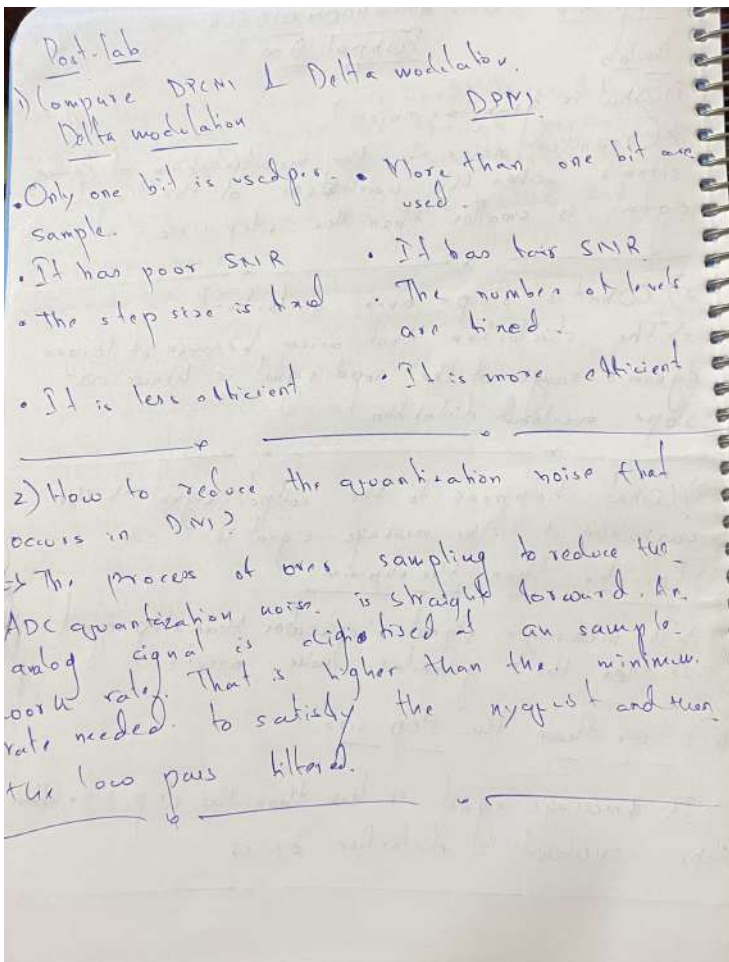 Post-lab
1) Compare DPCM & Delta modulation.
Delta modulation
DPCM.
• Only one bit is used per
sample.
• It has poor SNR
• The step size is fixed
• It is less efficient
• More than one bit are
used.
• It has fair SNR
• The number of levels
are fixed.
• It is more efficient
2) How to reduce the quantization noise that
occurs in DM?
=> The process of over sampling to reduce the
ADC quantization noise is straight forward. An
analog signal is digitised at an sample
rate. That is higher than the minimum
rate needed to satisfy the nyquist and then
the low pass filtered.